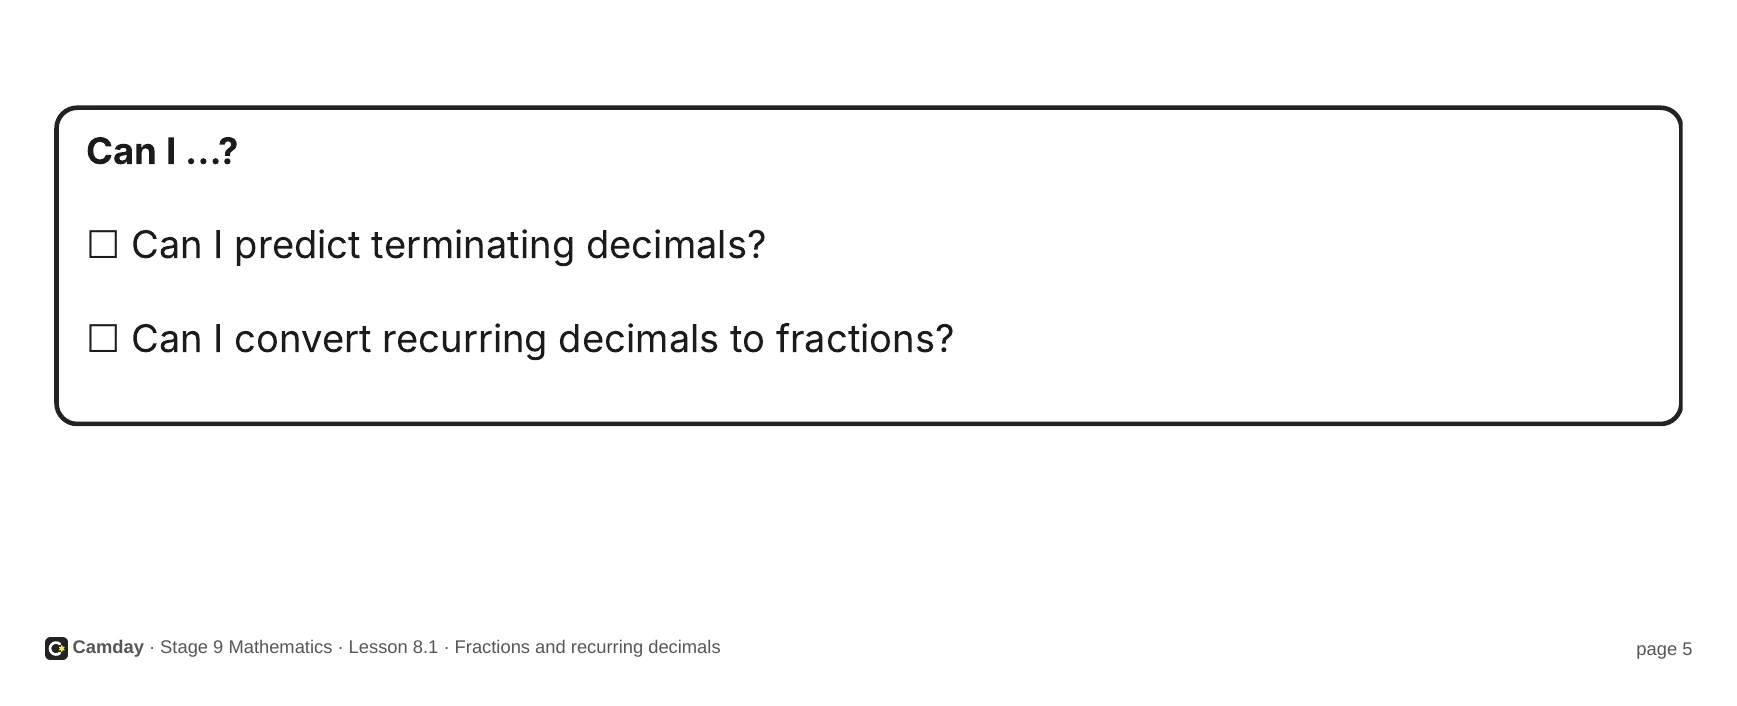 Can I …?
☐ Can I predict terminating decimals?
☐ Can I convert recurring decimals to fractions?
Camday · Stage 9 Mathematics · Lesson 8.1 · Fractions and recurring decimals
page 5